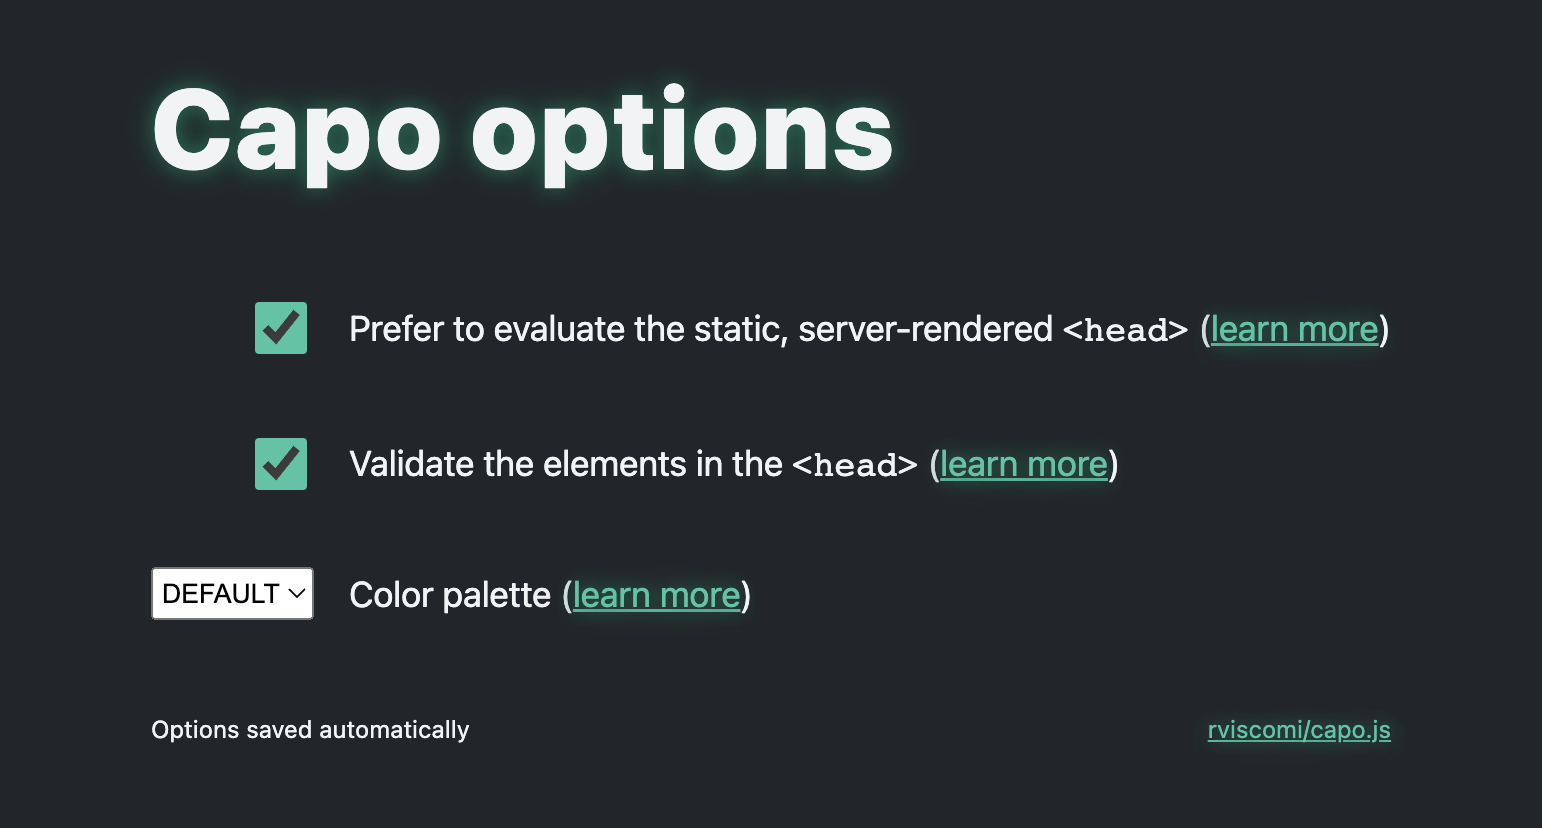 Capo options
Prefer to evaluate the static, server-rendered <head> (learn more)
Validate the elements in the <head> (learn more)
DEFAULT Color palette (learn more)
Options saved automatically rviscomi/capo.js